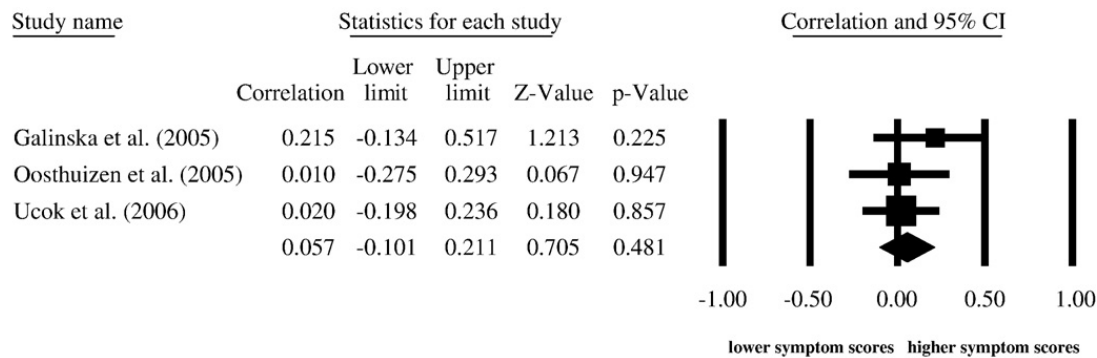 Study name Statistics for each study Correlation and 95% CI
Lower Upper
Correlation limit limit Z-Value p-Value
Galinska et al. (2005) 0.215 -0.134 0.517 1.213 0.225
Oosthuizen et al. (2005) 0.010 -0.275 0.293 0.067 0.947
Ucok et al. (2006) 0.020 -0.198 0.236 0.180 0.857
0.057 -0.101 0.211 0.705 0.481
-1.00 -0.50 0.00 0.50 1.00
lower symptom scores higher symptom scores